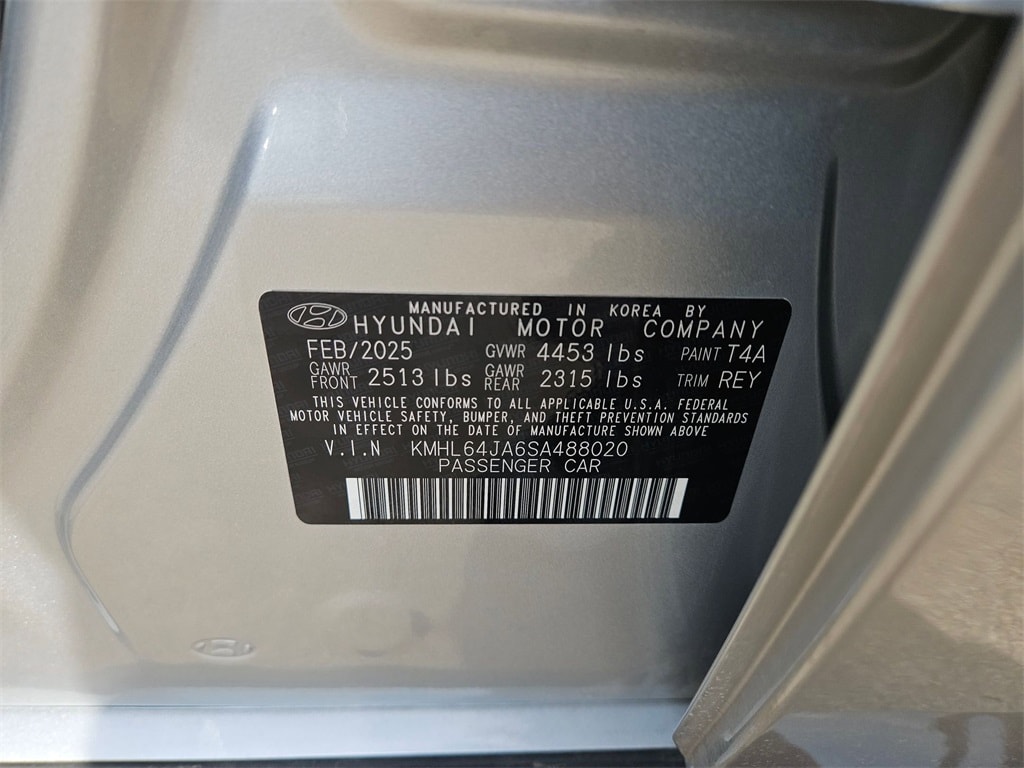 MANUFACTURED IN KOREA BY
HYUNDAI MOTOR COMPANY
FEB/2025 GVWR 4453 lbs PAINT T4A
GAWR FRONT 2513 lbs GAWR REAR 2315 lbs TRIM REY
THIS VEHICLE CONFORMS TO ALL APPLICABLE U.S.A. FEDERAL
MOTOR VEHICLE SAFETY, BUMPER, AND THEFT PREVENTION STANDARDS
IN EFFECT ON THE DATE OF MANUFACTURE SHOWN ABOVE
V.I.N KMHL64JA6SA488020
PASSENGER CAR